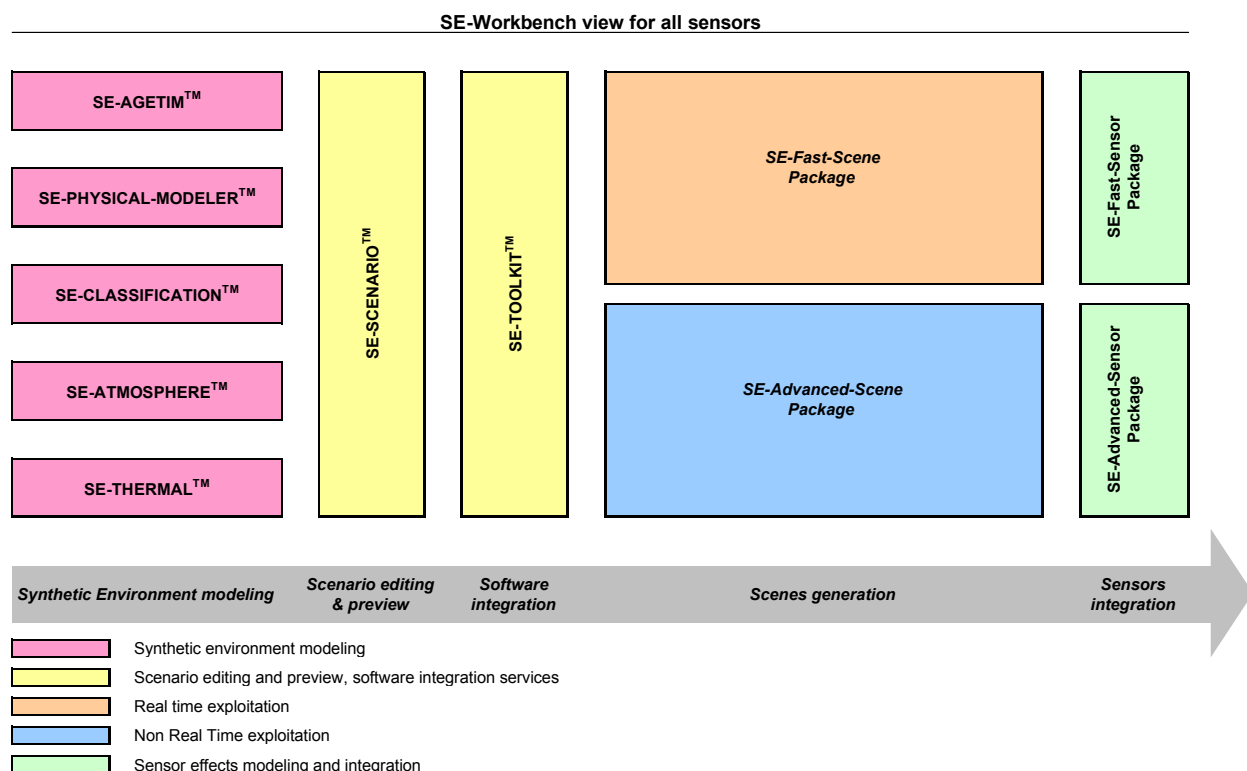 SE-Workbench view for all sensors
SE-AGETIM™
SE-PHYSICAL-MODELER™
SE-CLASSIFICATION™
SE-ATMOSPHERE™
SE-THERMAL™
SE-SCENARIO™
SE-TOOLKIT™
SE-Fast-Scene
Package
SE-Advanced-Scene
Package
SE-Fast-Sensor
Package
SE-Advanced-Sensor
Package
Synthetic Environment modeling
Scenario editing
& preview
Software
integration
Scenes generation
Sensors
integration
Synthetic environment modeling
Scenario editing and preview, software integration services
Real time exploitation
Non Real Time exploitation
Sensor effects modeling and integration